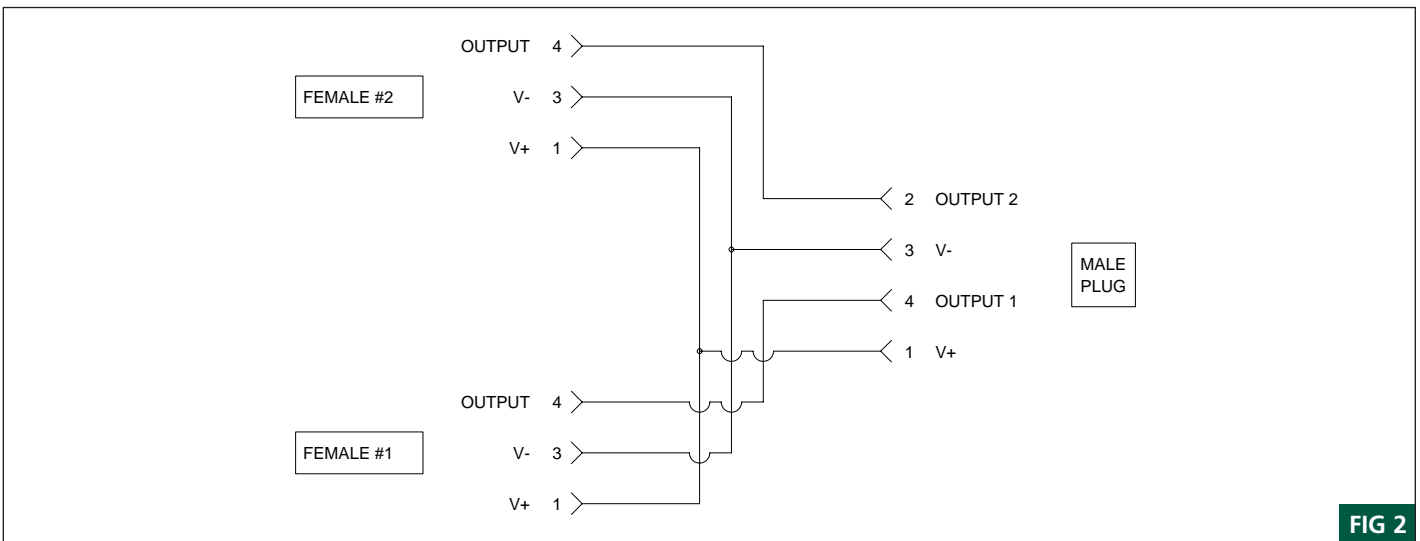 OUTPUT 4
FEMALE #2
V- 3
V+ 1
2 OUTPUT 2
3 V-
MALE
PLUG
4 OUTPUT 1
1 V+
OUTPUT 4
FEMALE #1
V- 3
V+ 1
FIG 2